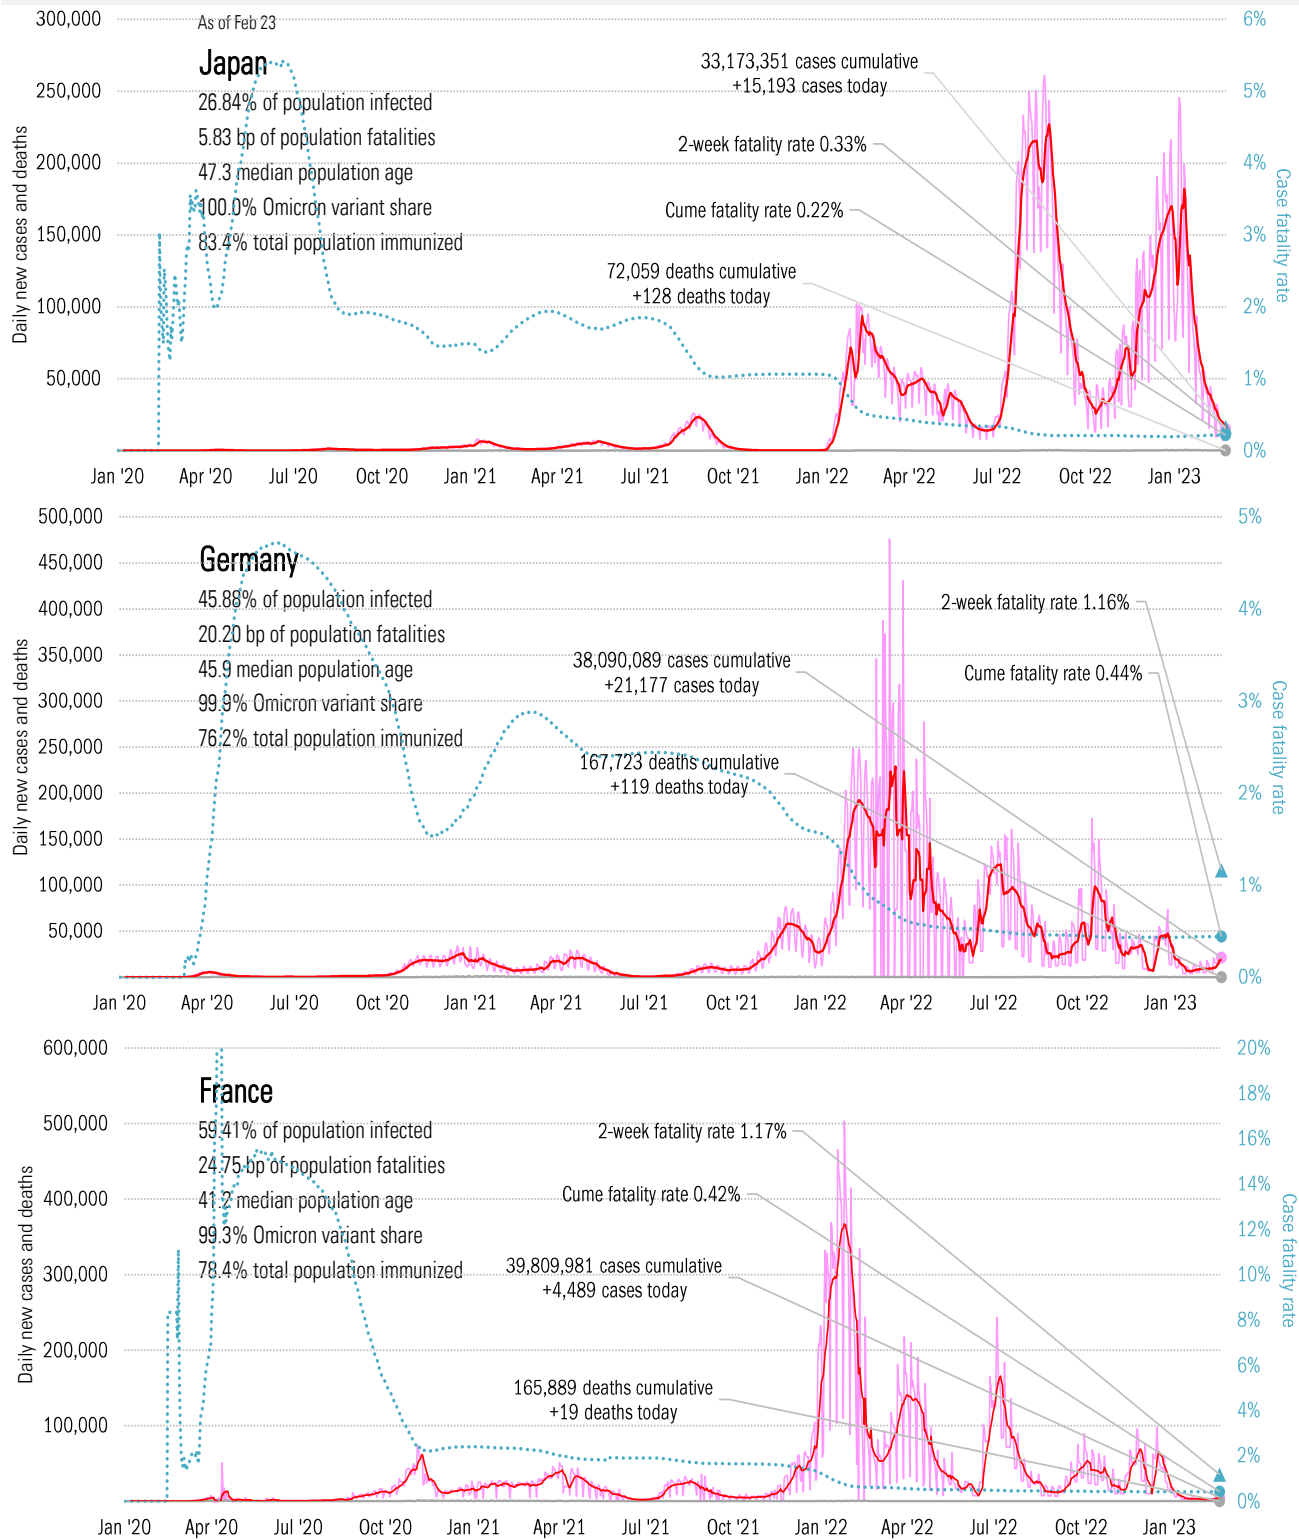 As of Feb 23
Japan
26.84% of population infected
5.83 bp of population fatalities
47.3 median population age
100.0% Omicron variant share
83.4% total population immunized
33,173,351 cases cumulative
+15,193 cases today
2-week fatality rate 0.33%
Cume fatality rate 0.22%
72,059 deaths cumulative
+128 deaths today
Daily new cases and deaths
300,000
250,000
200,000
150,000
100,000
50,000
6%
5%
4%
3%
2%
1%
0%
Case fatality rate
Jan '20 Apr '20 Jul '20 Oct '20 Jan '21 Apr '21 Jul '21 Oct '21 Jan '22 Apr '22 Jul '22 Oct '22 Jan '23
Germany
45.88% of population infected
20.20 bp of population fatalities
45.9 median population age
99.9% Omicron variant share
76.2% total population immunized
2-week fatality rate 1.16%
38,090,089 cases cumulative
+21,177 cases today
Cume fatality rate 0.44%
167,723 deaths cumulative
+119 deaths today
Daily new cases and deaths
500,000
450,000
400,000
350,000
300,000
250,000
200,000
150,000
100,000
50,000
5%
4%
3%
2%
1%
0%
Case fatality rate
Jan '20 Apr '20 Jul '20 Oct '20 Jan '21 Apr '21 Jul '21 Oct '21 Jan '22 Apr '22 Jul '22 Oct '22 Jan '23
France
59.41% of population infected
24.75 bp of population fatalities
41.2 median population age
99.3% Omicron variant share
78.4% total population immunized
2-week fatality rate 1.17%
Cume fatality rate 0.42%
39,809,981 cases cumulative
+4,489 cases today
165,889 deaths cumulative
+19 deaths today
Daily new cases and deaths
600,000
500,000
400,000
300,000
200,000
100,000
20%
18%
16%
14%
12%
10%
8%
6%
4%
2%
0%
Case fatality rate
Jan '20 Apr '20 Jul '20 Oct '20 Jan '21 Apr '21 Jul '21 Oct '21 Jan '22 Apr '22 Jul '22 Oct '22 Jan '23